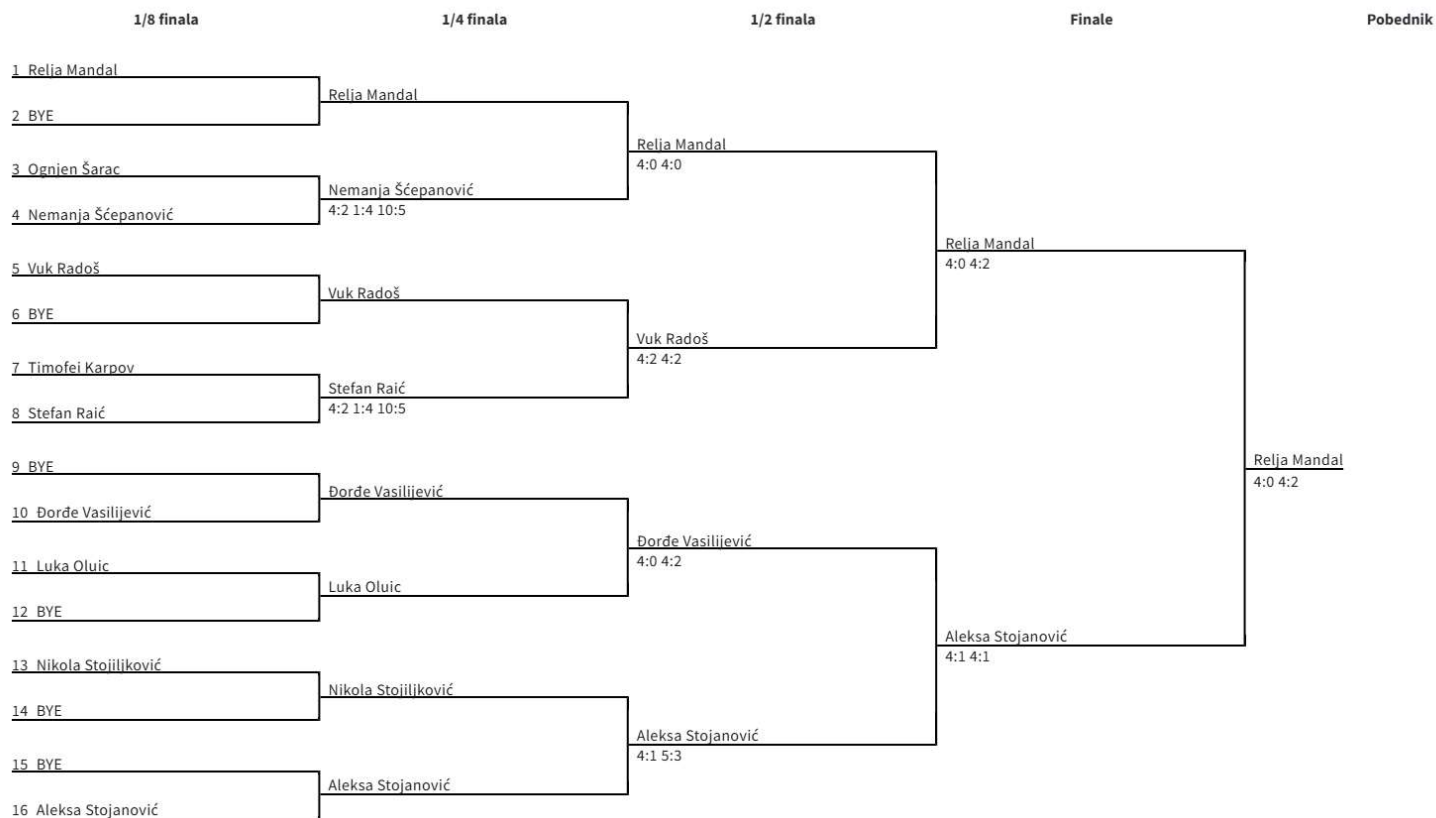 1/8 finala
1/4 finala
1/2 finala
Finale
Pobednik
1 Relja Mandal
2 BYE
3 Ognjen Šarac
4 Nemanja Šćepanović
5 Vuk Radoš
6 BYE
7 Timofei Karpov
8 Stefan Raić
9 BYE
10 Đorđe Vasilijević
11 Luka Oluic
12 BYE
13 Nikola Stojiljković
14 BYE
15 BYE
16 Aleksa Stojanović
Relja Mandal
Nemanja Šćepanović
4:2 1:4 10:5
Vuk Radoš
Stefan Raić
4:2 1:4 10:5
Đorđe Vasilijević
Luka Oluic
Nikola Stojiljković
Aleksa Stojanović
Relja Mandal
4:0 4:0
Vuk Radoš
4:2 4:2
Đorđe Vasilijević
4:0 4:2
Aleksa Stojanović
4:1 5:3
Relja Mandal
4:0 4:2
Aleksa Stojanović
4:1 4:1
Relja Mandal
4:0 4:2